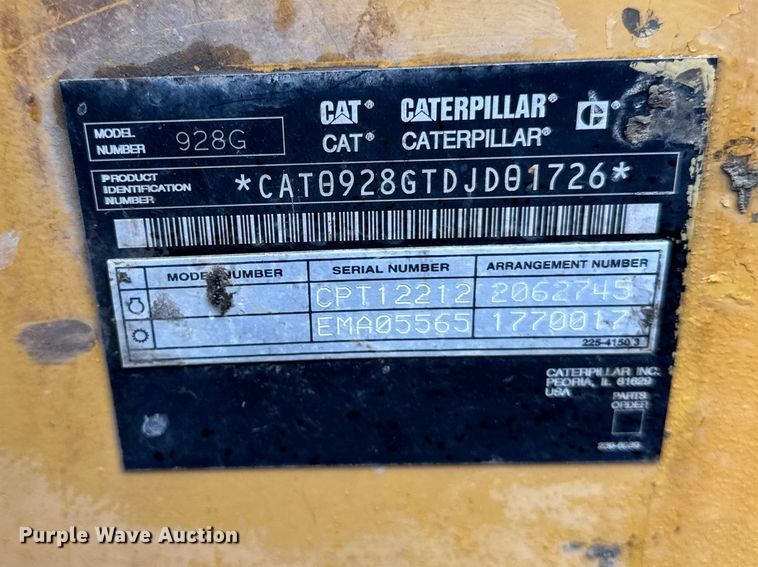 CAT® CATERPILLAR®
CAT® CATERPILLAR®
MODEL NUMBER 928G
PRODUCT IDENTIFICATION NUMBER *CAT0928GTDJD01726*
MODEL NUMBER SERIAL NUMBER ARRANGEMENT NUMBER
CPT12212 2062745
EMA05565 1770017
225-4150 3
CATERPILLAR INC.
PEORIA, IL 61629
USA
PARTS
ORDER
Purple Wave Auction